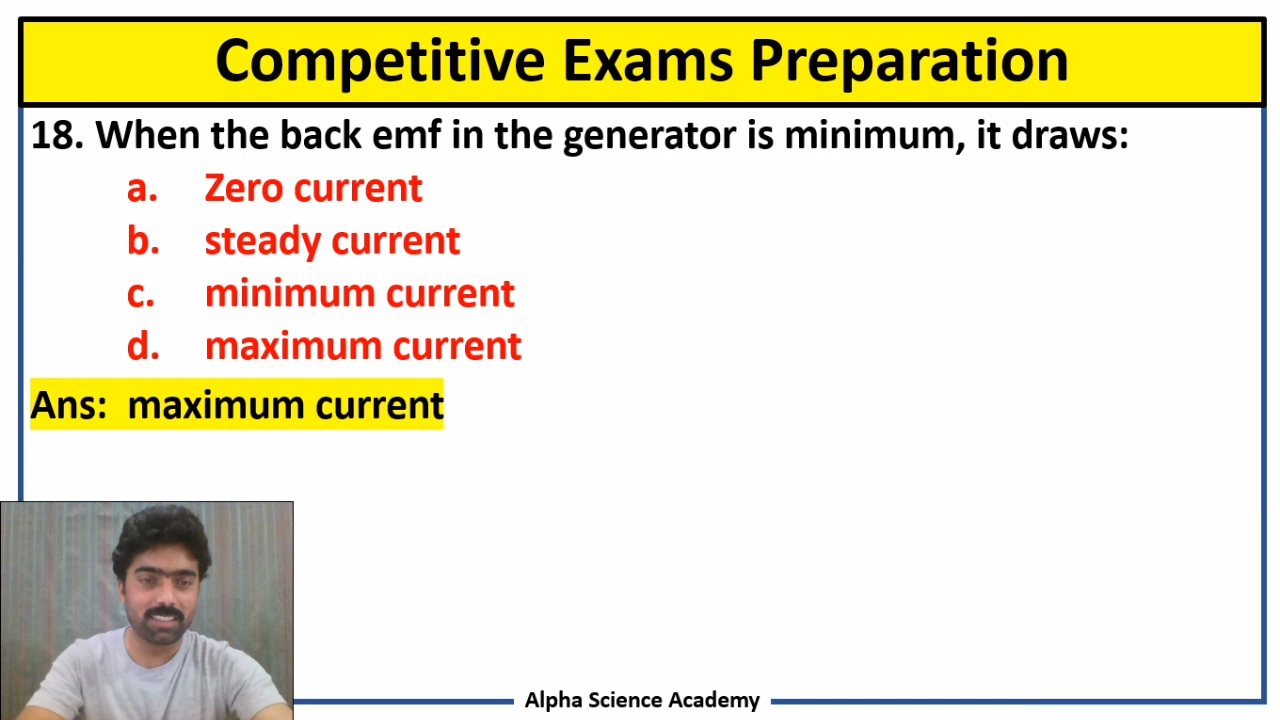 Competitive Exams Preparation
18. When the back emf in the generator is minimum, it draws:
a. Zero current
b. steady current
c. minimum current
d. maximum current
Ans: maximum current
Alpha Science Academy